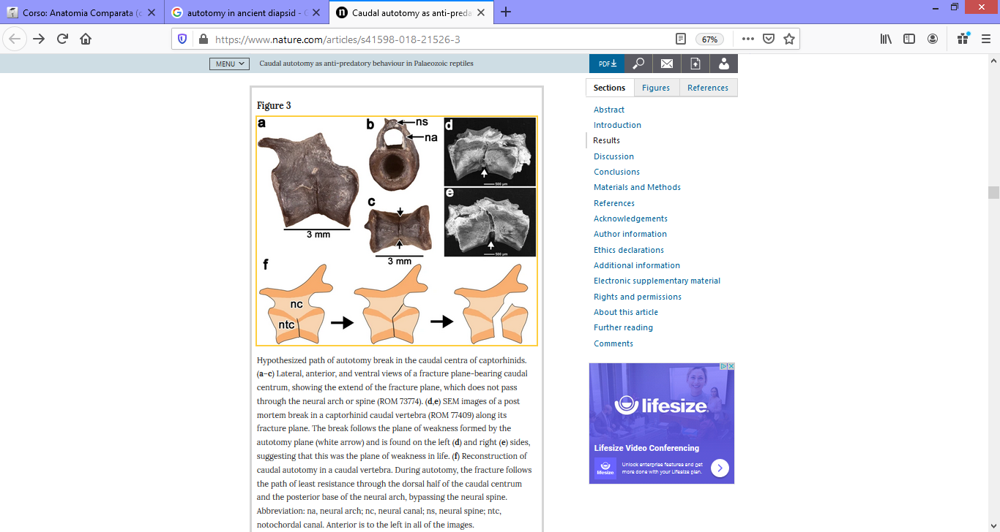 Corso: Anatomia Comparata (c
autotomy in ancient diapsid - G
Caudal autotomy as anti-preda
https://www.nature.com/articles/s41598-018-21526-3
67%
MENU
Caudal autotomy as anti-predatory behaviour in Palaeozoic reptiles
PDF
Figure 3
a
b
ns
na
d
500 µm
c
e
3 mm
3 mm
500 µm
f
nc
ntc
Hypothesized path of autotomy break in the caudal centra of captorhinids.
(a–c) Lateral, anterior, and ventral views of a fracture plane-bearing caudal
centrum, showing the extend of the fracture plane, which does not pass
through the neural arch or spine (ROM 73774). (d,e) SEM images of a post
mortem break in a captorhinid caudal vertebra (ROM 77409) along its
fracture plane. The break follows the plane of weakness formed by the
autotomy plane (white arrow) and is found on the left (d) and right (e) sides,
suggesting that this was the plane of weakness in life. (f) Reconstruction of
caudal autotomy in a caudal vertebra. During autotomy, the fracture follows
the path of least resistance through the dorsal half of the caudal centrum
and the posterior base of the neural arch, bypassing the neural spine.
Abbreviation: na, neural arch; nc, neural canal; ns, neural spine; ntc,
notochordal canal. Anterior is to the left in all of the images.
Sections
Figures
References
Abstract
Introduction
Results
Discussion
Conclusions
Materials and Methods
References
Acknowledgements
Author information
Ethics declarations
Additional information
Electronic supplementary material
Rights and permissions
About this article
Further reading
Comments
lifesize
Lifesize Video Conferencing
lifesize
Unlock enterprise features and get
more done with your Lifesize plan.